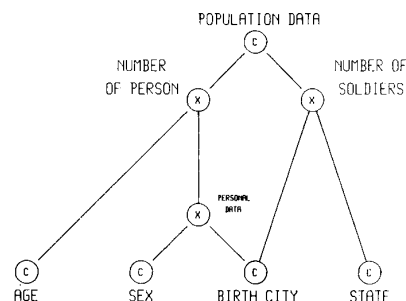 POPULATION DATA
C
NUMBER
OF PERSON
NUMBER OF
SOLDIERS
X
X
PERSONAL
DATA
X
C
C
C
C
AGE
SEX
BIRTH CITY
STATE